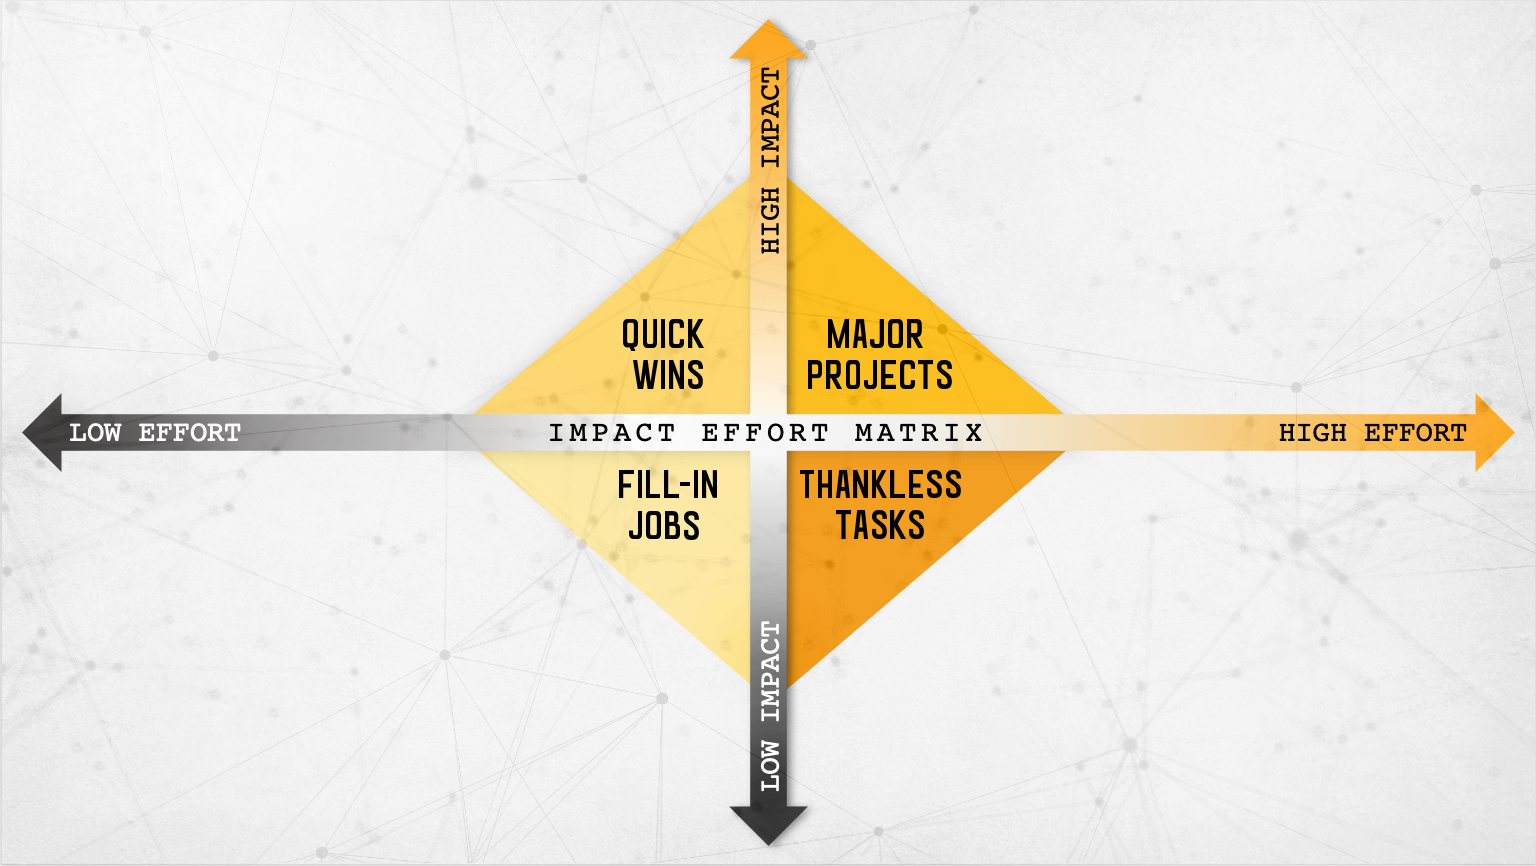 HIGH IMPACT
QUICK
WINS
MAJOR
PROJECTS
LOW EFFORT
IMPACT EFFORT MATRIX
HIGH EFFORT
FILL-IN
JOBS
THANKLESS
TASKS
LOW IMPACT